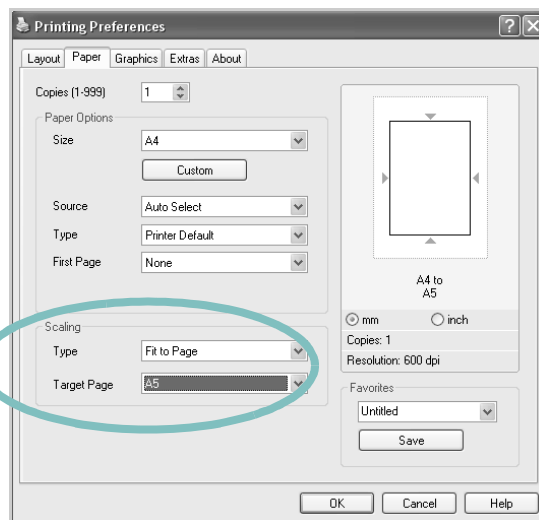 Printing Preferences
Layout Paper Graphics Extras About
Copies (1-999) 1
Paper Options
Size A4
Custom
Source Auto Select
Type Printer Default
First Page None
Scaling
Type Fit to Page
Target Page A5
A4 to
A5
mm inch
Copies: 1
Resolution: 600 dpi
Favorites
Untitled
Save
OK Cancel Help